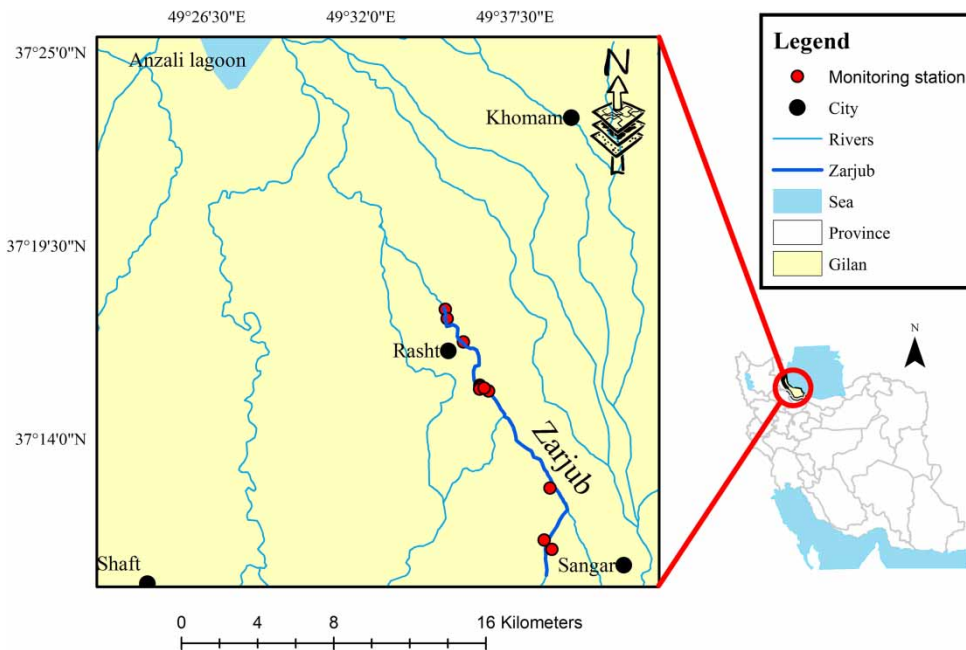 49°26'30"E 49°32'0"E 49°37'30"E
37°25'0"N
37°19'30"N
37°14'0"N
Anzali lagoon
Khomam
N
Rasht
Zarjub
Shaft
Sangar
0 4 8 16 Kilometers
Legend
Monitoring station
City
Rivers
Zarjub
Sea
Province
Gilan
N